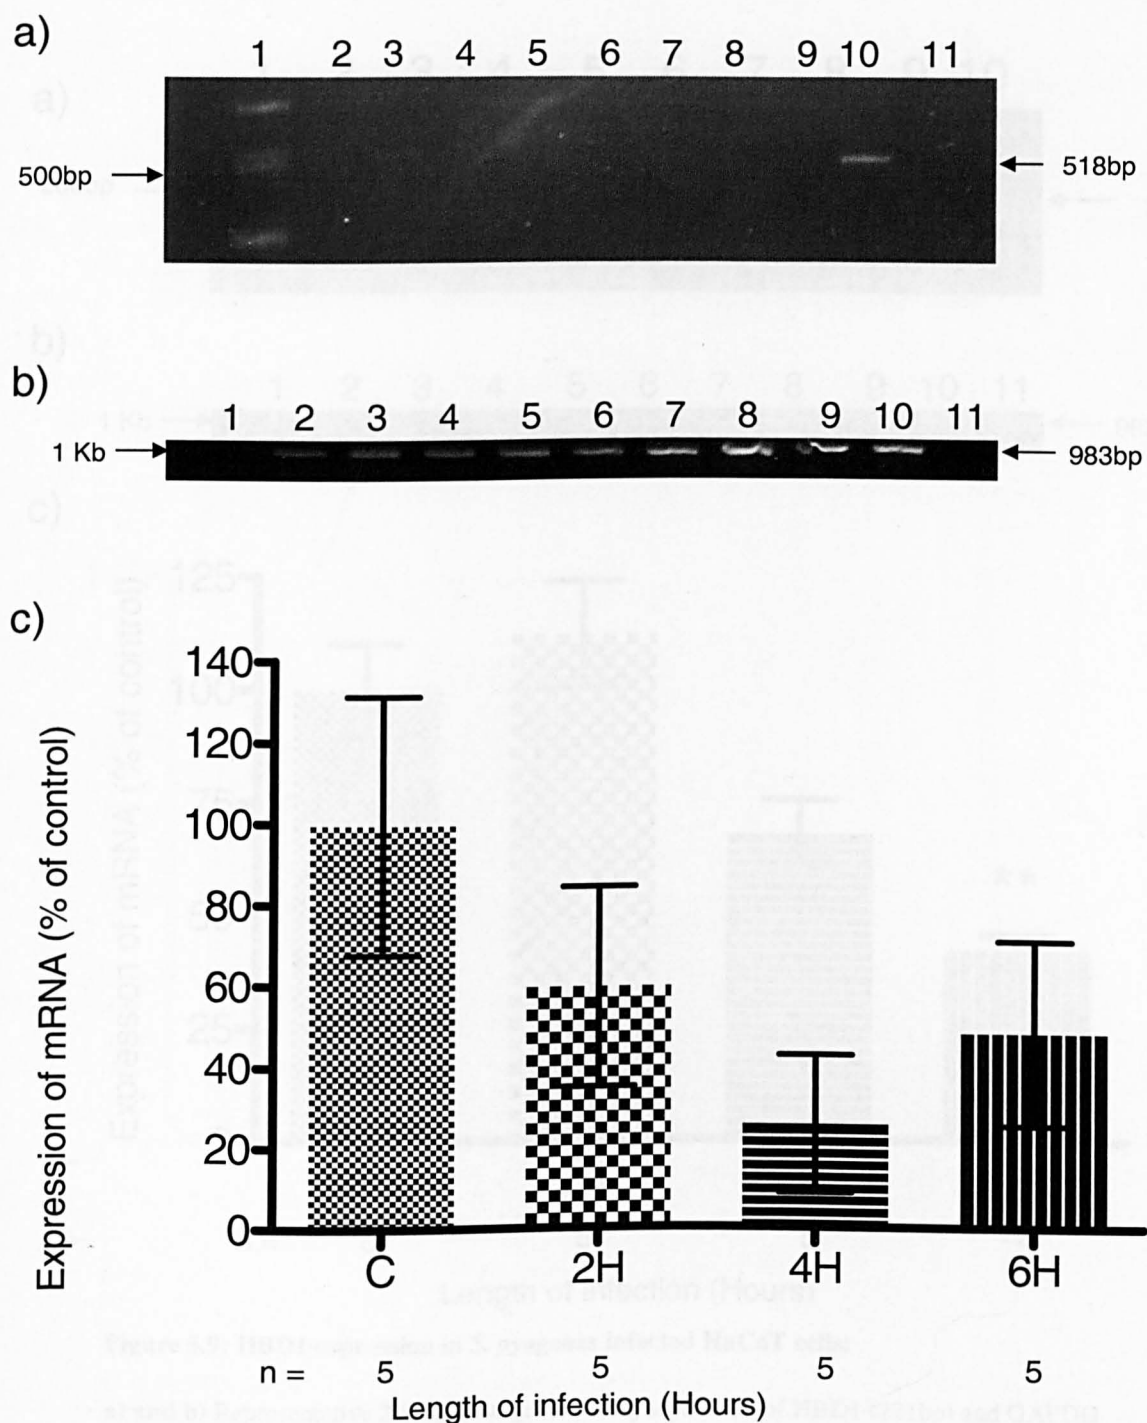 a)
1 2 3 4 5 6 7 8 9 10 11
500bp
518bp
b)
1 2 3 4 5 6 7 8 9 10 11
1 Kb
983bp
c)
Expression of mRNA (% of control)
140
120
100
80
60
40
20
0
C 2H 4H 6H
n = 5 5 5 5
Length of infection (Hours)